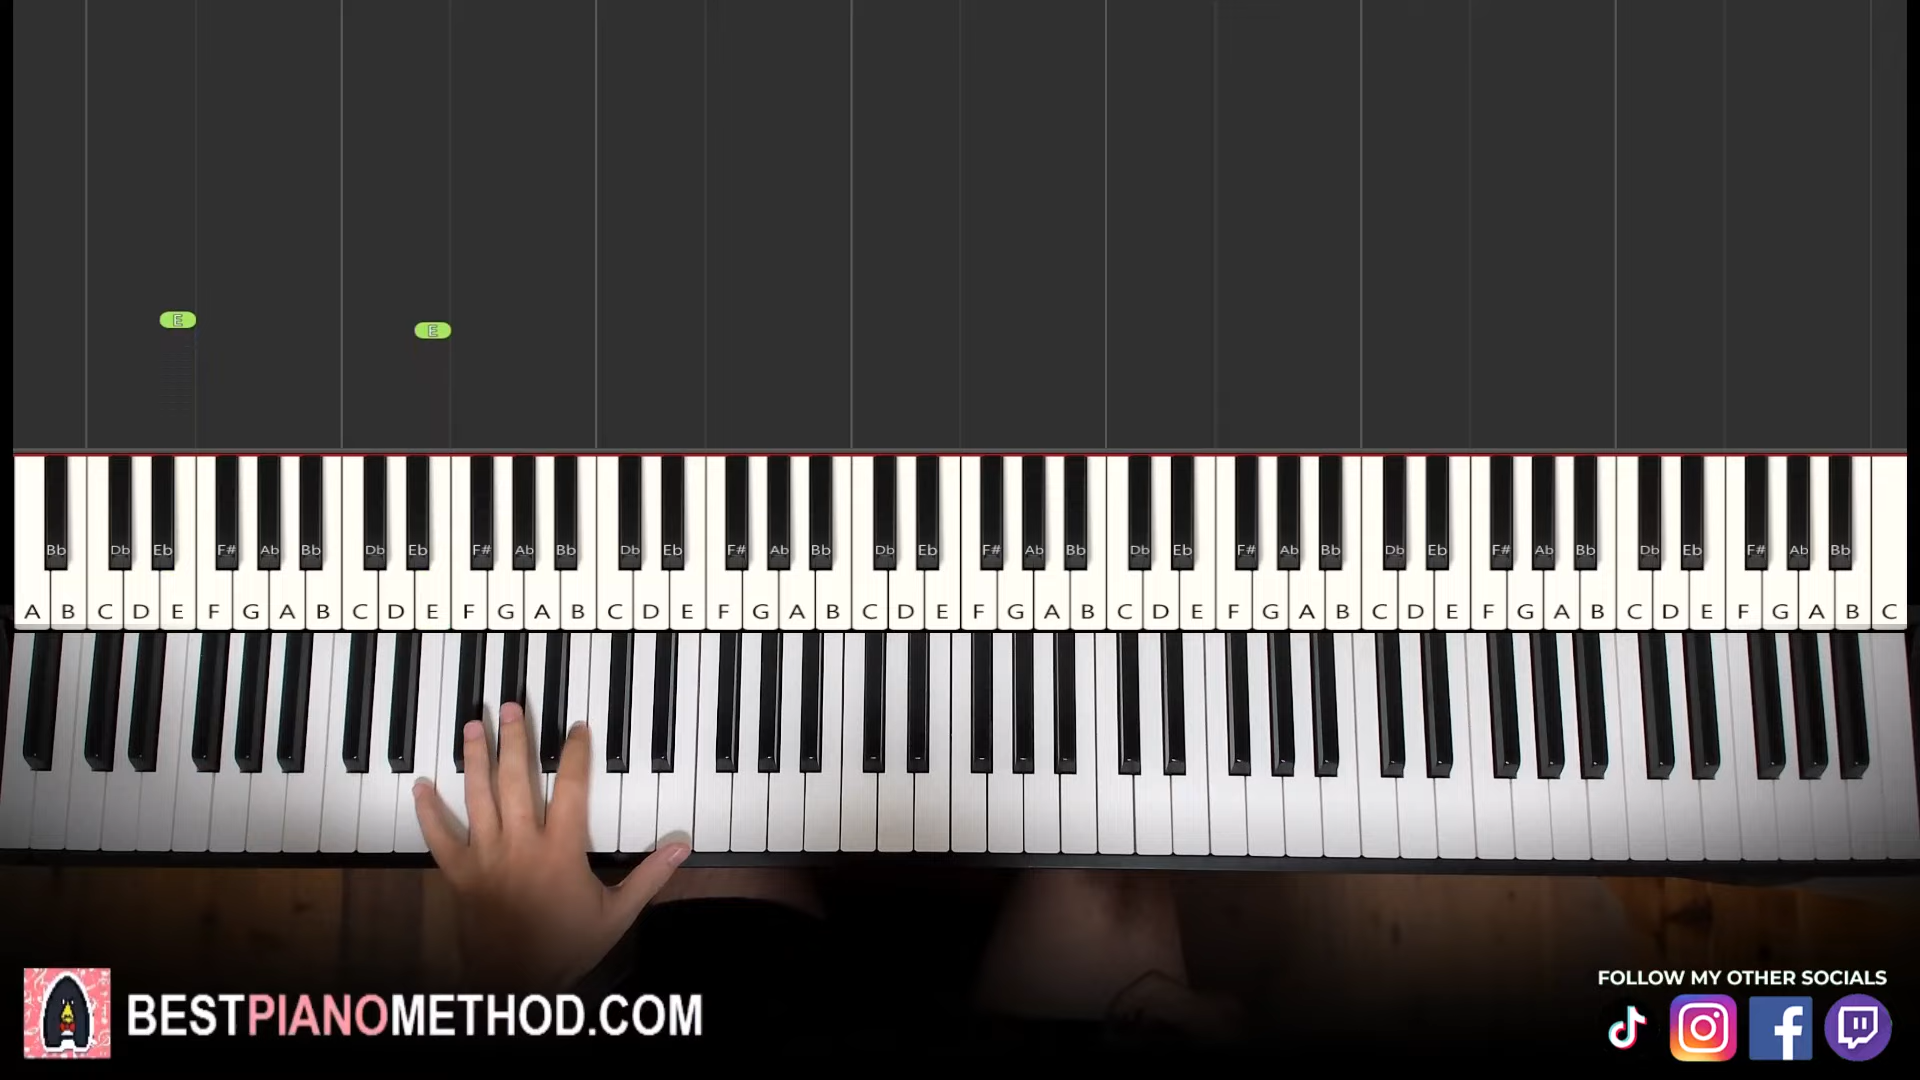 E
E
Bb Db Eb F# Ab Bb Db Eb F# Ab Bb Db Eb F# Ab Bb Db Eb F# Ab Bb Db Eb F# Ab Bb Db Eb F# Ab Bb Db Eb F# Ab Bb
A B C D E F G A B C D E F G A B C D E F G A B C D E F G A B C D E F G A B C D E F G A B C D E F G A B C
FOLLOW MY OTHER SOCIALS
BESTPIANOMETHOD.COM